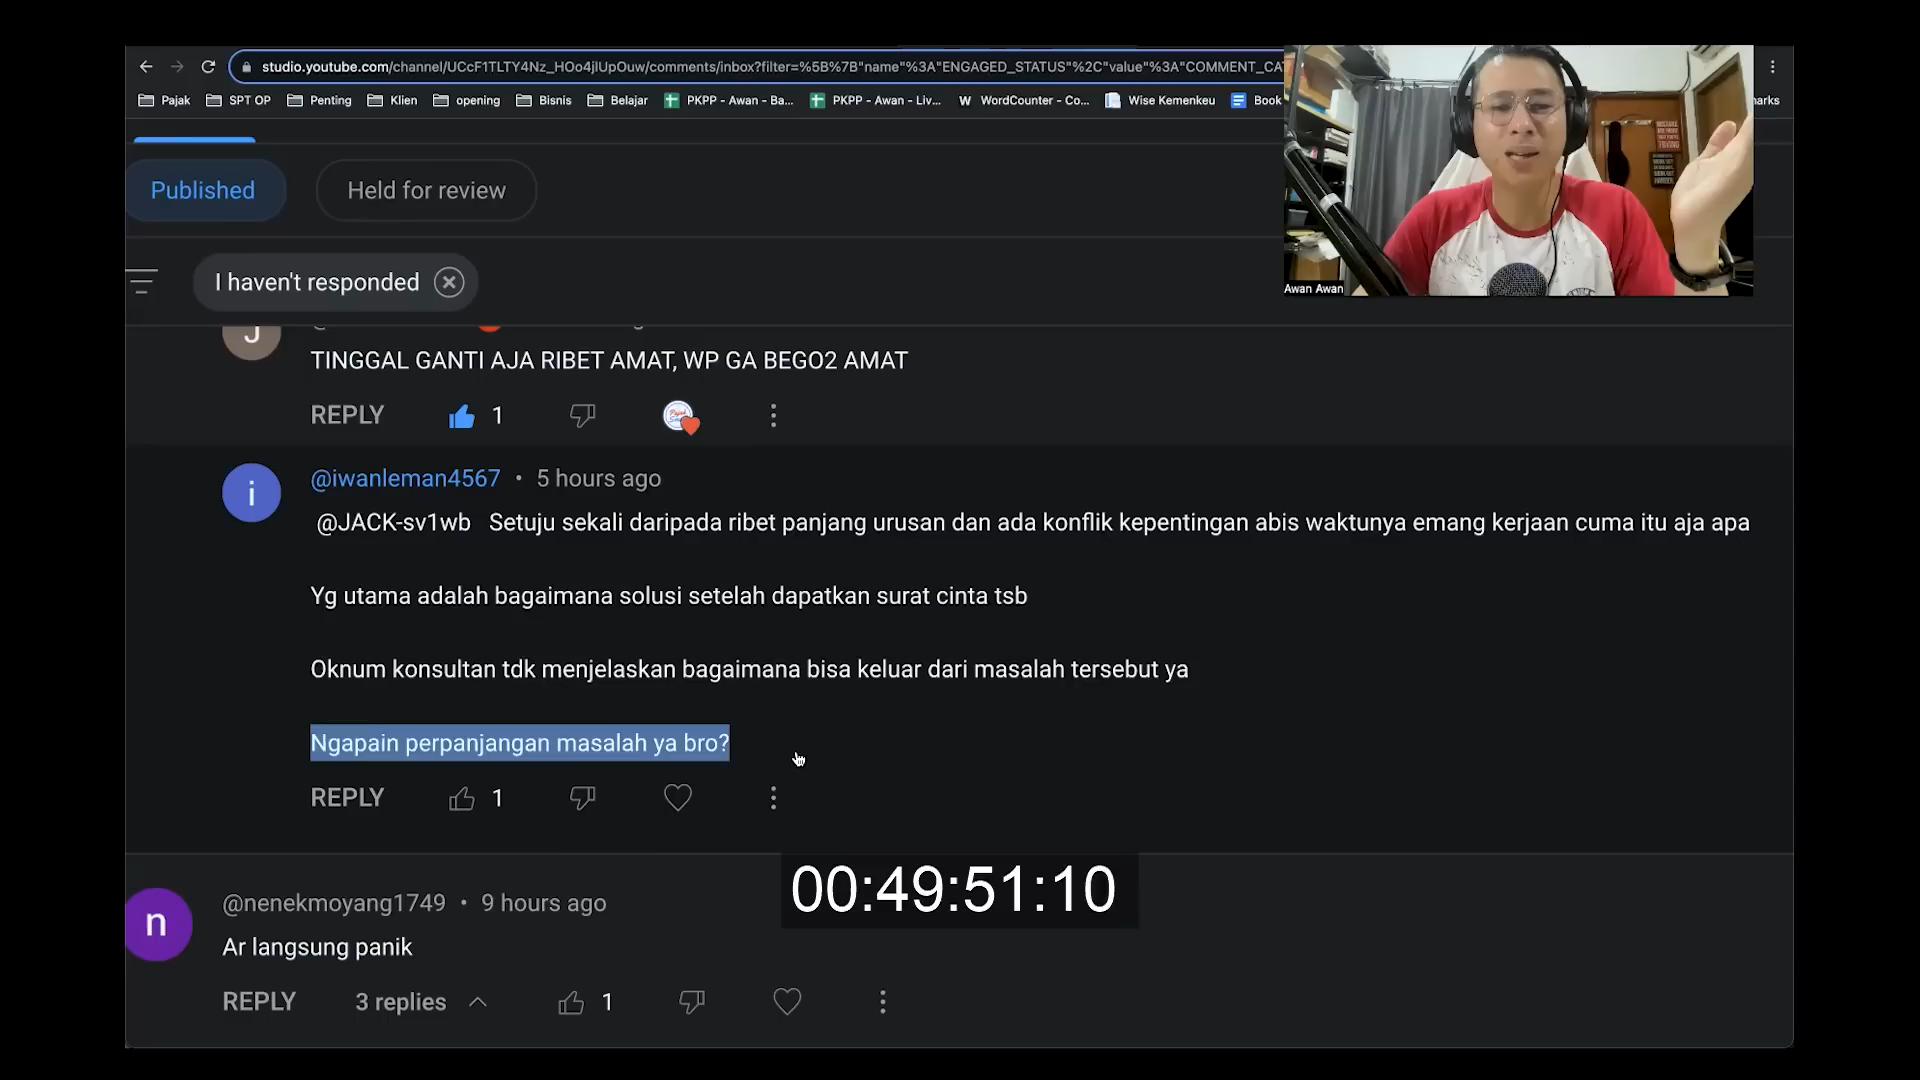 studio.youtube.com/channel/UCcF1TLTY4Nz_HOo4jlUpOuw/comments/inbox?filter=%5B%7B"name"%3A"ENGAGED_STATUS"%2C"value"%3A"COMMENT_CA
Pajak SPT OP Penting Klien opening Bisnis Belajar PKPP - Awan - Ba... PKPP - Awan - Liv... W WordCounter - Co... Wise Kemenkeu Book arks
Published Held for review
Awan Awan
I haven't responded
J
TINGGAL GANTI AJA RIBET AMAT, WP GA BEGO2 AMAT
REPLY 1
i @iwanleman4567 • 5 hours ago
@JACK-sv1wb Setuju sekali daripada ribet panjang urusan dan ada konflik kepentingan abis waktunya emang kerjaan cuma itu aja apa
Yg utama adalah bagaimana solusi setelah dapatkan surat cinta tsb
Oknum konsultan tdk menjelaskan bagaimana bisa keluar dari masalah tersebut ya
Ngapain perpanjangan masalah ya bro?
REPLY 1
00:49:51:10
n @nenekmoyang1749 • 9 hours ago
Ar langsung panik
REPLY 3 replies 1